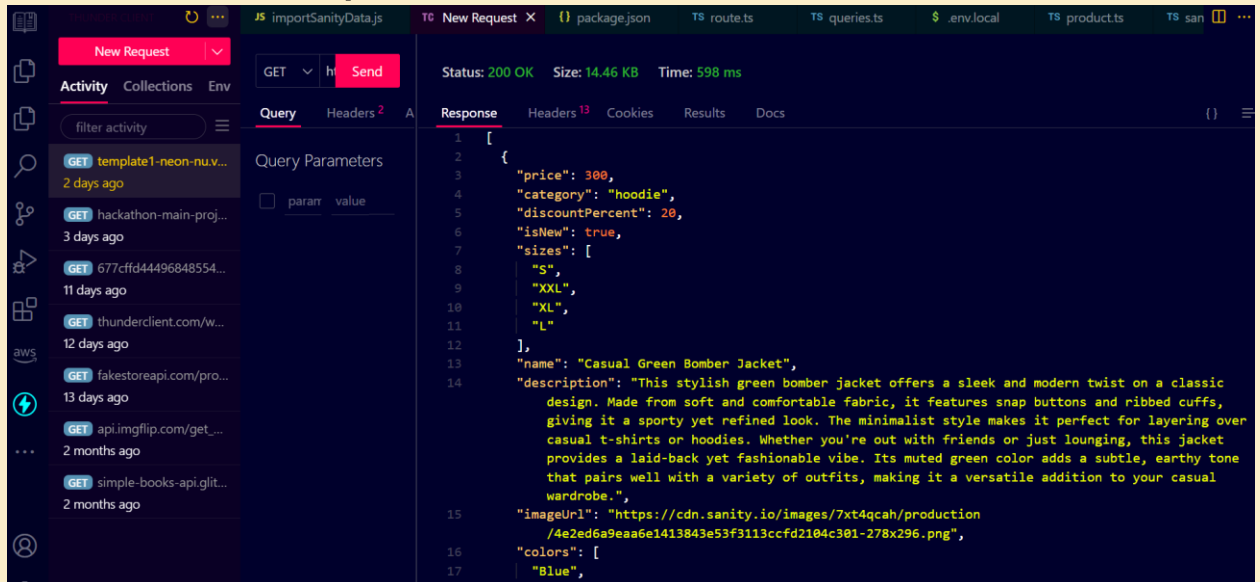 JS importSanityData.js
TC New Request ×
{} package.json
TS route.ts
TS queries.ts
$ .env.local
TS product.ts
TS san
...
New Request
Activity Collections Env
filter activity
GET template1-neon-nu.v...
2 days ago
GET hackathon-main-proj...
3 days ago
GET 677cffd44496848554...
11 days ago
GET thunderclient.com/w...
12 days ago
GET fakestoreapi.com/pro...
13 days ago
GET api.imgflip.com/get_...
2 months ago
GET simple-books-api.glit...
2 months ago
aws
GET ht Send
Query Headers 2 A
Query Parameters
value
Status: 200 OK Size: 14.46 KB Time: 598 ms
Response Headers 13 Cookies Results Docs {}
1 [
2 {
3 "price": 300,
4 "category": "hoodie",
5 "discountPercent": 20,
6 "isNew": true,
7 "sizes": [
8 "S",
9 "XXL",
10 "XL",
11 "L"
12 ],
13 "name": "Casual Green Bomber Jacket",
14 "description": "This stylish green bomber jacket offers a sleek and modern twist on a classic
design. Made from soft and comfortable fabric, it features snap buttons and ribbed cuffs,
giving it a sporty yet refined look. The minimalist style makes it perfect for layering over
casual t-shirts or hoodies. Whether you're out with friends or just lounging, this jacket
provides a laid-back yet fashionable vibe. Its muted green color adds a subtle, earthy tone
that pairs well with a variety of outfits, making it a versatile addition to your casual
wardrobe.",
15 "imageUrl": "https://cdn.sanity.io/images/7xt4qcah/production
/4e2ed6a9eaa6e1413843e53f3113ccfd2104c301-278x296.png",
16 "colors": [
17 "Blue",